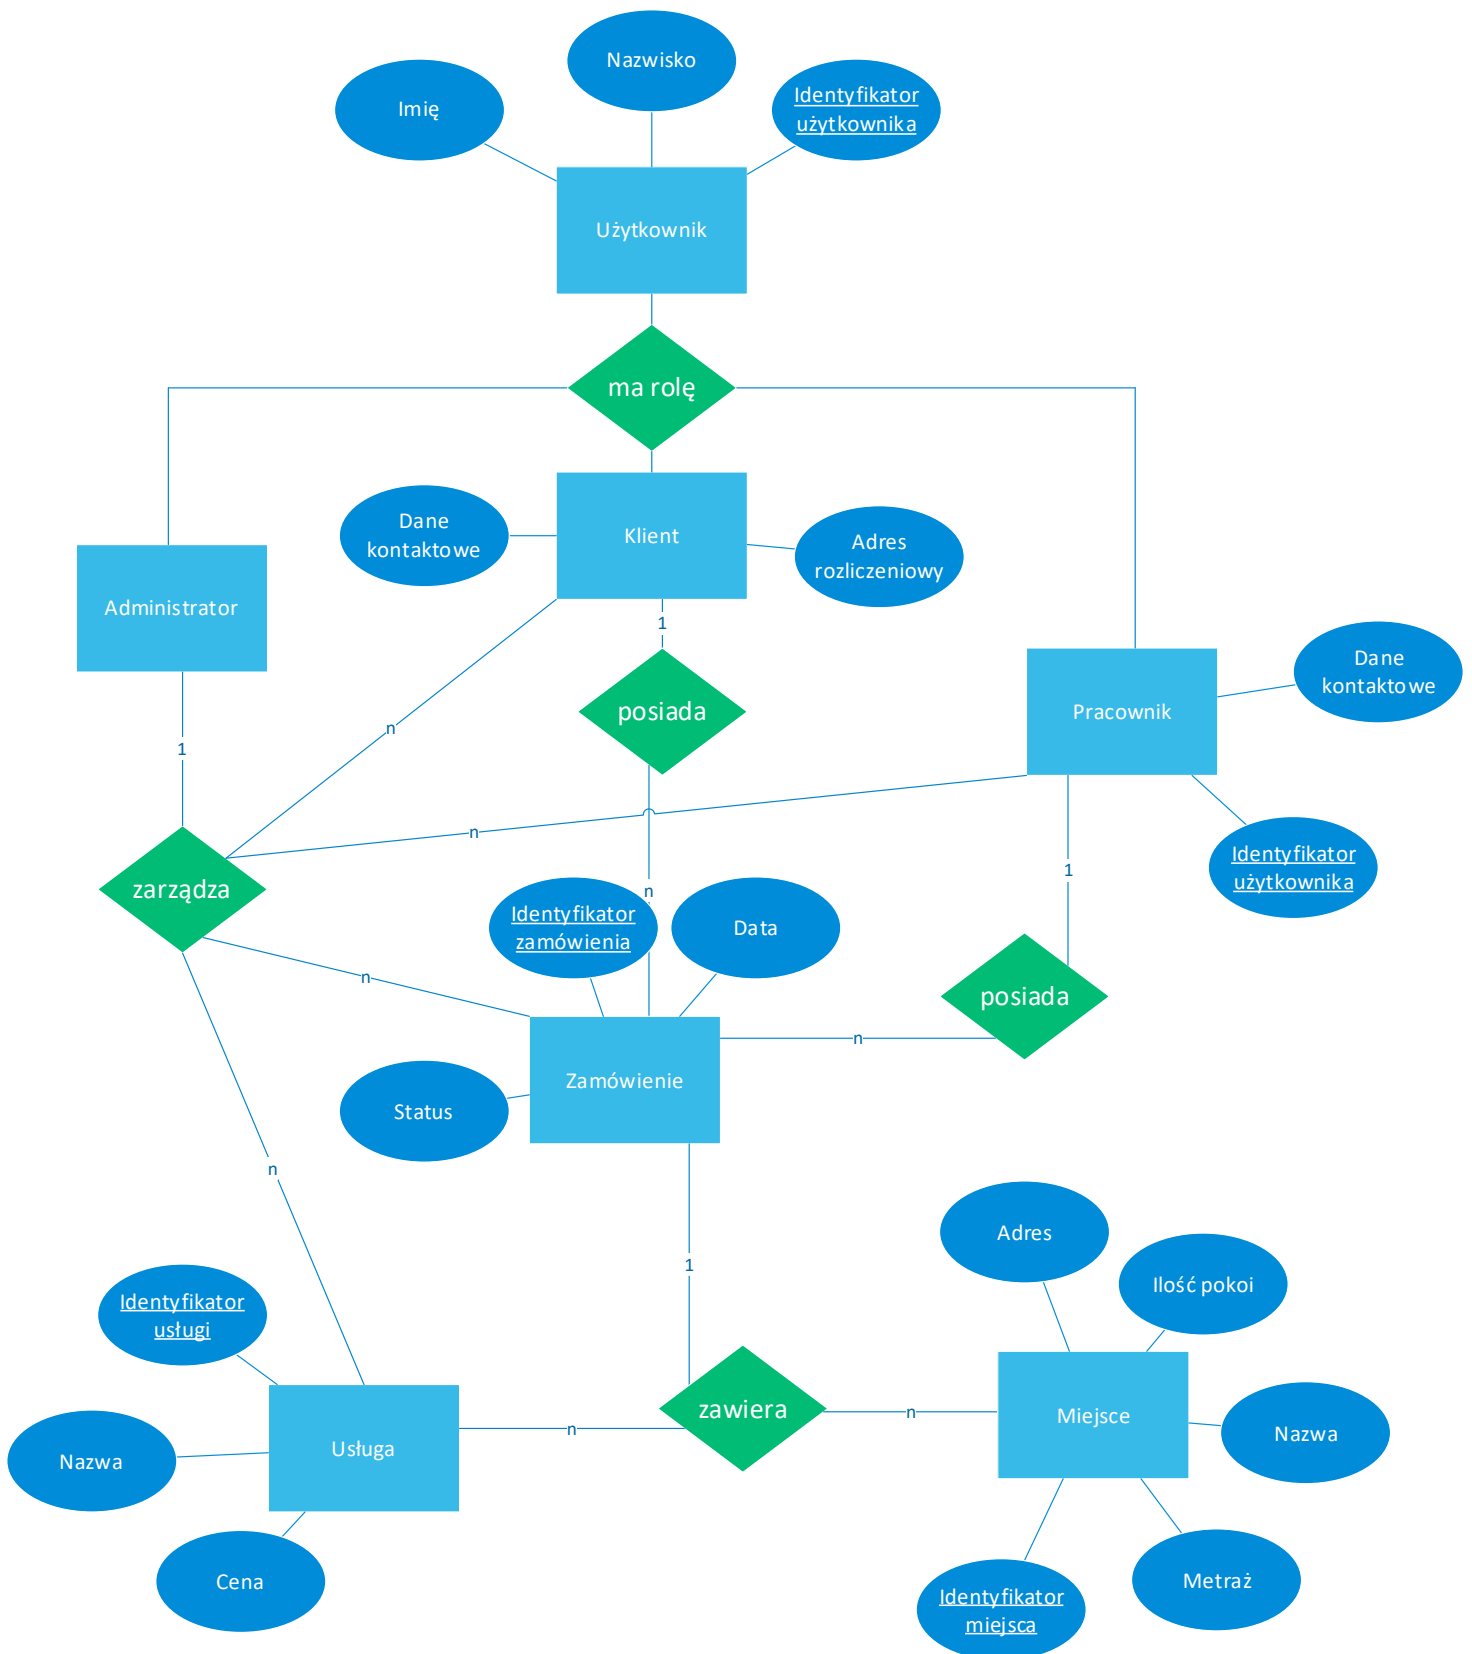 Nazwisko
Imię
Identyfikator
użytkownika
Użytkownik
ma rolę
Dane
kontaktowe
Klient
Adres
rozliczeniowy
Administrator
1
Dane
kontaktowe
posiada
Pracownik
n
1
n
1
zarządza
n
Identyfikator
użytkownika
Identyfikator
zamówienia
Data
n
posiada
n
Zamówienie
Status
n
Adres
1
Ilość pokoi
Identyfikator
usługi
zawiera
n
Miejsce
n
Nazwa
Usługa
Nazwa
Cena
Metraż
Identyfikator
miejsca